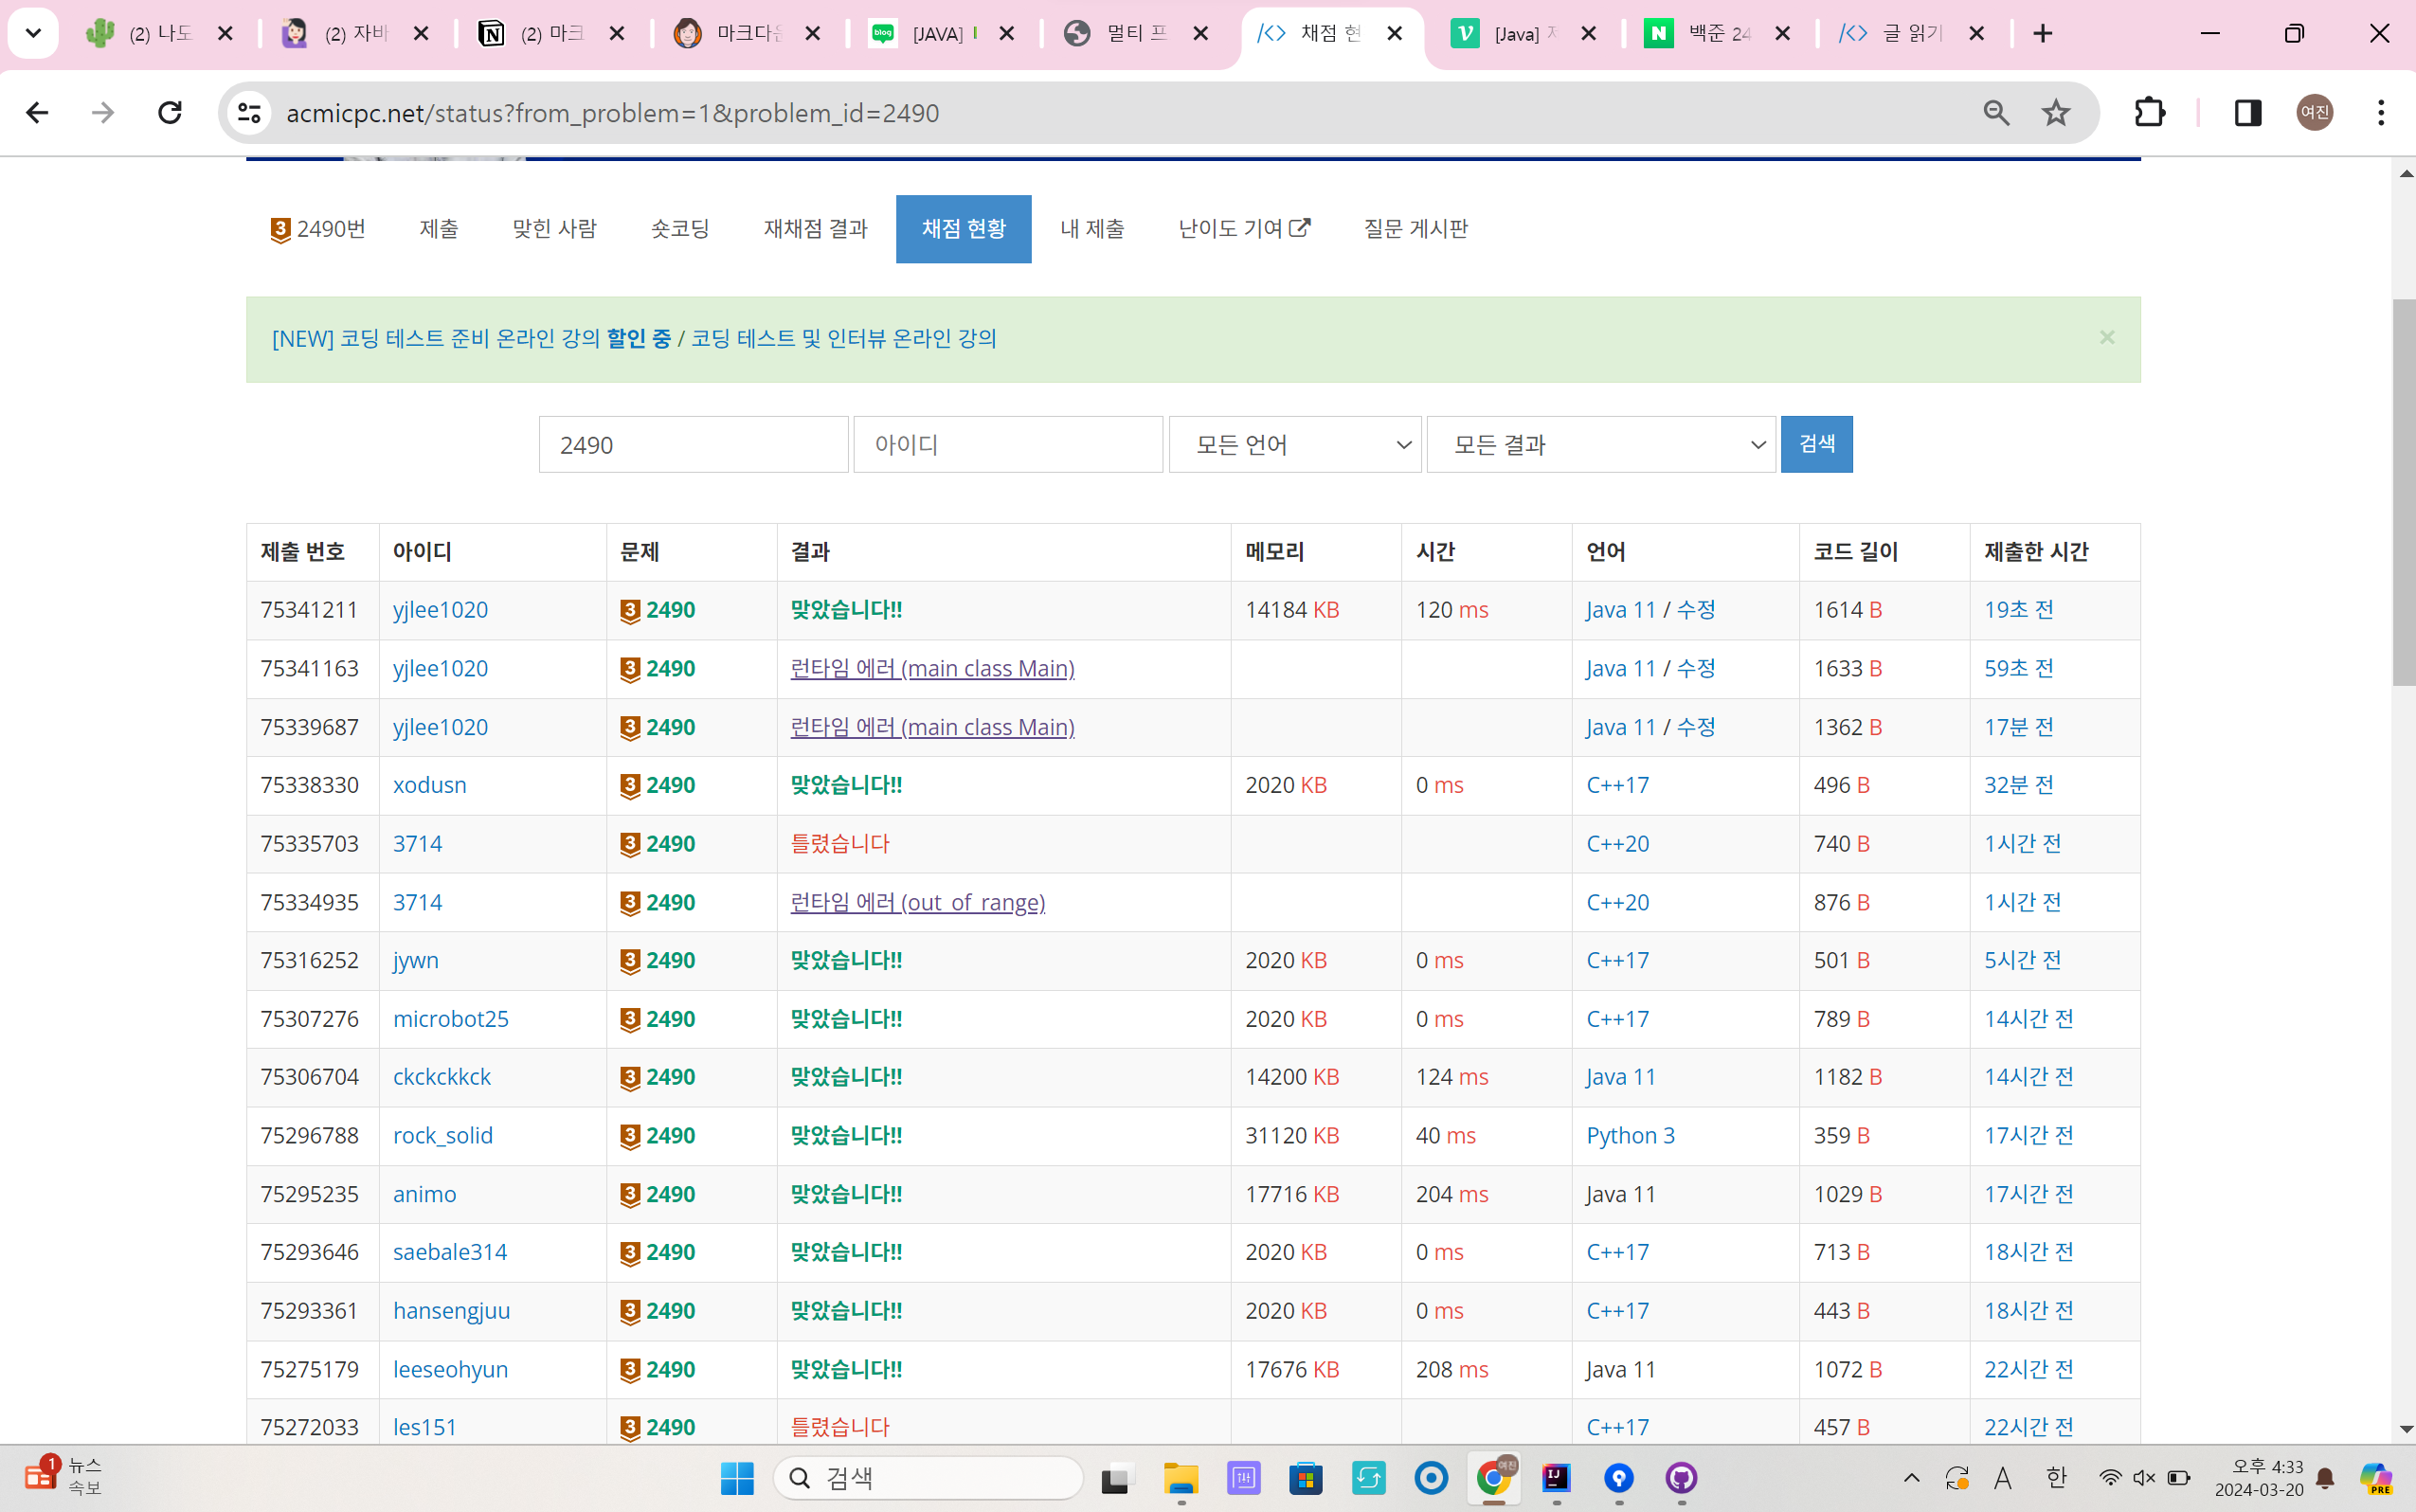 (2) 나도
(2) 자바
(2) 마크
마크다운
[JAVA]
멀티 프
채점 현
[Java]
백준 24
글 읽기
acmicpc.net/status?from_problem=1&problem_id=2490
여진
3 2490번 제출 맞힌 사람 숏코딩 재채점 결과 채점 현황 내 제출 난이도 기여 질문 게시판
[NEW] 코딩 테스트 준비 온라인 강의 할인 중 / 코딩 테스트 및 인터뷰 온라인 강의 ×
2490 아이디 모든 언어 모든 결과 검색
제출 번호 아이디 문제 결과 메모리 시간 언어 코드 길이 제출한 시간
75341211 yjlee1020 3 2490 맞았습니다!! 14184 KB 120 ms Java 11 / 수정 1614 B 19초 전
75341163 yjlee1020 3 2490 런타임 에러 (main class Main) Java 11 / 수정 1633 B 59초 전
75339687 yjlee1020 3 2490 런타임 에러 (main class Main) Java 11 / 수정 1362 B 17분 전
75338330 xodusn 3 2490 맞았습니다!! 2020 KB 0 ms C++17 496 B 32분 전
75335703 3714 3 2490 틀렸습니다 C++20 740 B 1시간 전
75334935 3714 3 2490 런타임 에러 (out_of_range) C++20 876 B 1시간 전
75316252 jywn 3 2490 맞았습니다!! 2020 KB 0 ms C++17 501 B 5시간 전
75307276 microbot25 3 2490 맞았습니다!! 2020 KB 0 ms C++17 789 B 14시간 전
75306704 ckckckkck 3 2490 맞았습니다!! 14200 KB 124 ms Java 11 1182 B 14시간 전
75296788 rock_solid 3 2490 맞았습니다!! 31120 KB 40 ms Python 3 359 B 17시간 전
75295235 animo 3 2490 맞았습니다!! 17716 KB 204 ms Java 11 1029 B 17시간 전
75293646 saebale314 3 2490 맞았습니다!! 2020 KB 0 ms C++17 713 B 18시간 전
75293361 hansengjuu 3 2490 맞았습니다!! 2020 KB 0 ms C++17 443 B 18시간 전
75275179 leeseohyun 3 2490 맞았습니다!! 17676 KB 208 ms Java 11 1072 B 22시간 전
75272033 les151 3 2490 틀렸습니다 C++17 457 B 22시간 전
1 뉴스
속보
검색
여진
A 한
오후 4:33
2024-03-20
PRE